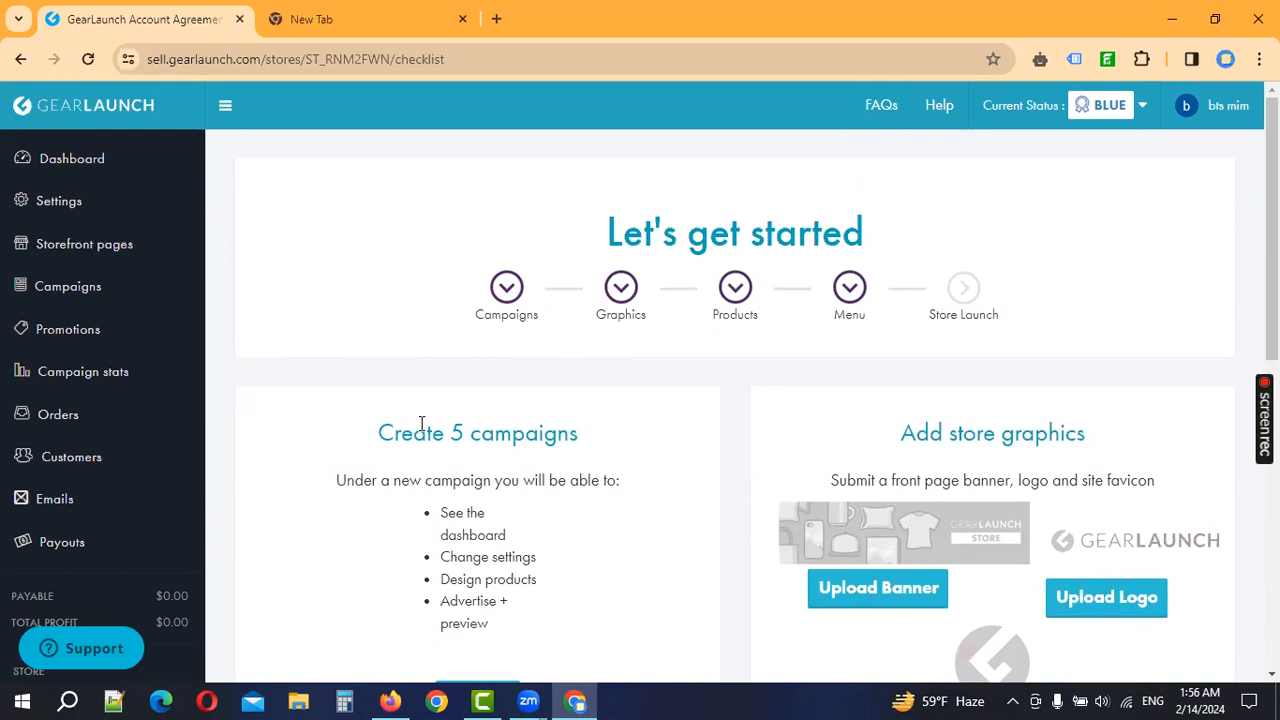 GearLaunch Account Agreemer
New Tab
sell.gearlaunch.com/stores/ST_RNM2FWN/checklist
GEARLAUNCH
FAQs
Help
Current Status :
BLUE
b
bts mim
Dashboard
Settings
Storefront pages
Campaigns
Promotions
Campaign stats
Orders
Customers
Emails
Payouts
PAYABLE $0.00
TOTAL PROFIT $0.00
Support
STORE
Let's get started
Campaigns
Graphics
Products
Menu
Store Launch
Create 5 campaigns
Under a new campaign you will be able to:
• See the
dashboard
• Change settings
• Design products
• Advertise +
preview
Add store graphics
Submit a front page banner, logo and site favicon
GEARLAUNCH
STORE
GEARLAUNCH
Upload Banner
Upload Logo
screen rec
zm
59°F Haze
ENG
1:56 AM
2/14/2024